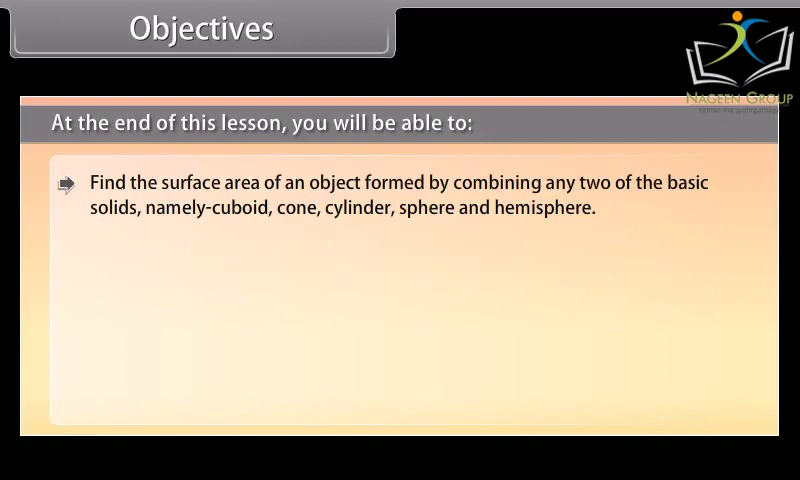 Objectives
NAGEEN GROUP
At the end of this lesson, you will be able to:
Find the surface area of an object formed by combining any two of the basic
solids, namely-cuboid, cone, cylinder, sphere and hemisphere.